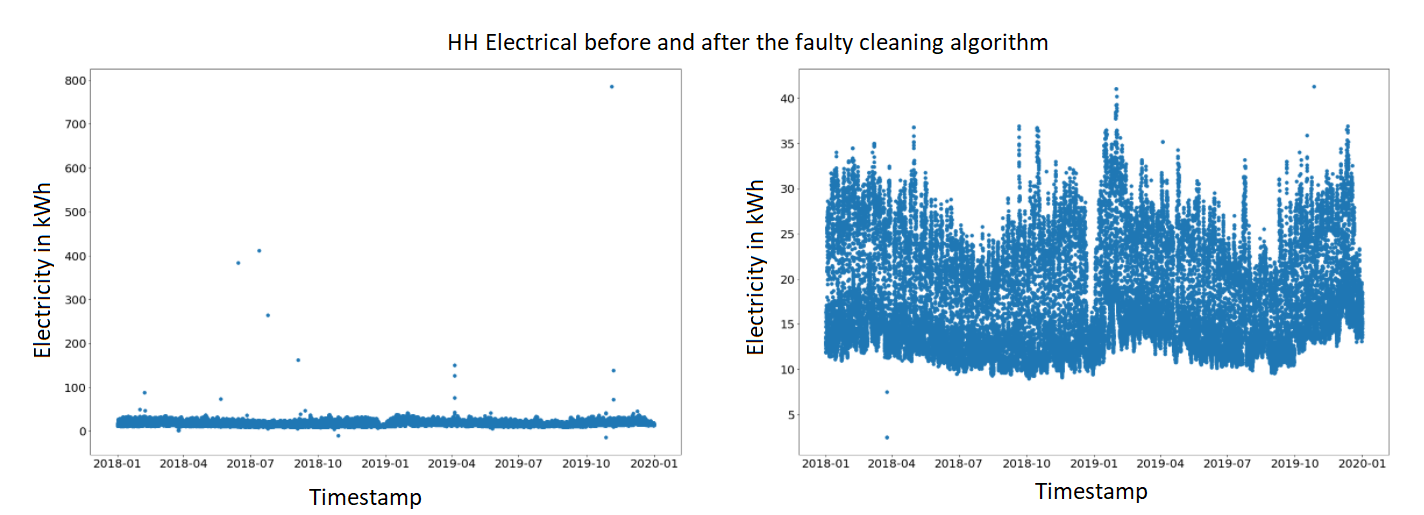 HH Electrical before and after the faulty cleaning algorithm
Electricity in kWh
800
700
600
500
400
300
200
100
0
2018-01 2018-04 2018-07 2018-10 2019-01 2019-04 2019-07 2019-10 2020-01
Timestamp
Electricity in kWh
40
35
30
25
20
15
10
5
2018-01 2018-04 2018-07 2018-10 2019-01 2019-04 2019-07 2019-10 2020-01
Timestamp